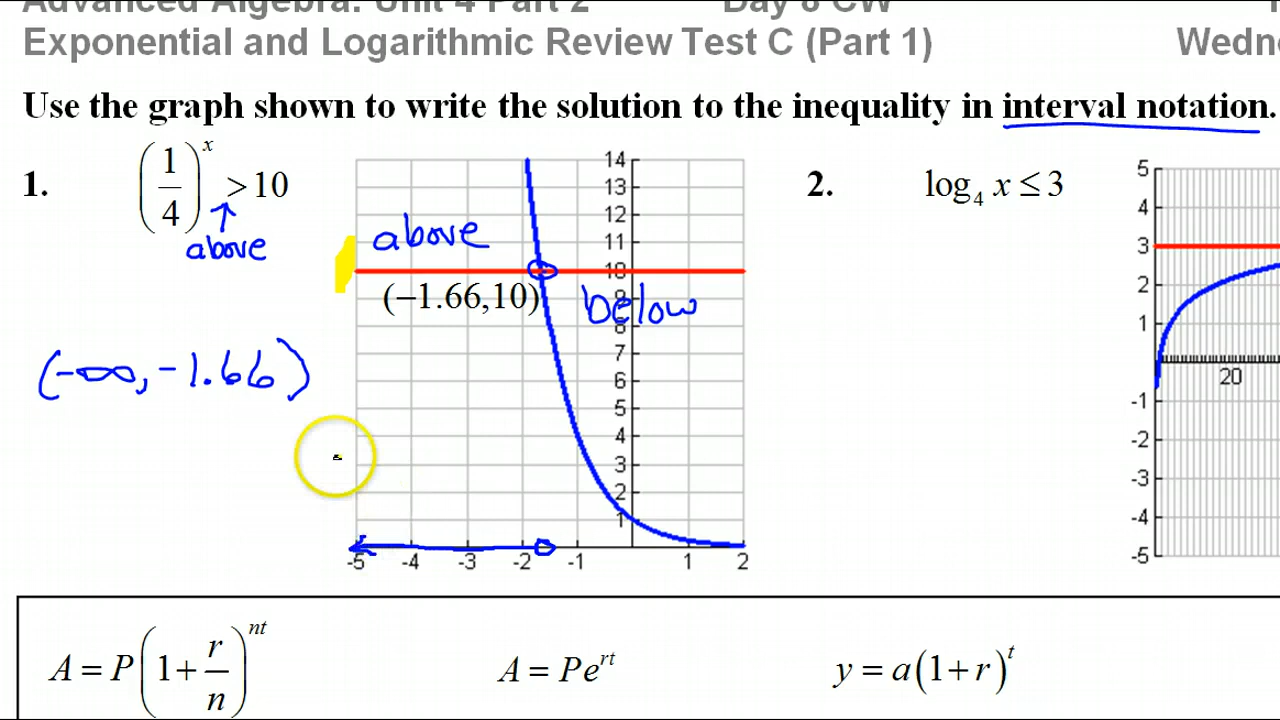 Advanced Algebra: Unit 4 Part 2 Day 8 CW
Exponential and Logarithmic Review Test C (Part 1) Wedn
Use the graph shown to write the solution to the inequality in interval notation.
1. (1/4)^x > 10
above
above
(−1.66,10)
below
(-∞, -1.66)
14
13
12
11
10
9
8
7
6
5
4
3
2
1
-5 -4 -3 -2 -1 1 2
2. log₄ x ≤ 3
5
4
3
2
1
20
-1
-2
-3
-4
-5
A = P(1+r/n)^nt A = Pe^rt y = a(1+r)^t